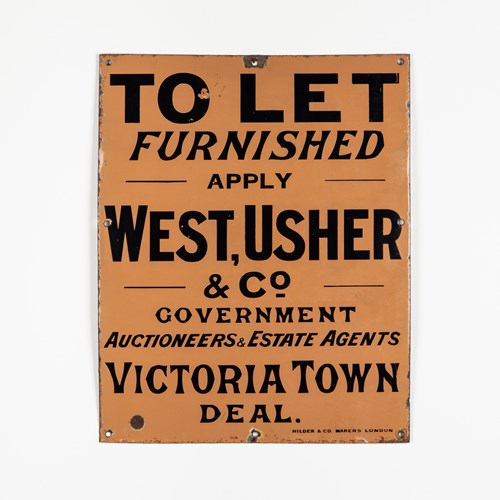 TO LET
FURNISHED
APPLY
WEST, USHER
& Co
GOVERNMENT
AUCTIONEERS & ESTATE AGENTS
VICTORIA TOWN
DEAL.
HILDER & CO. MAKERS LONDON